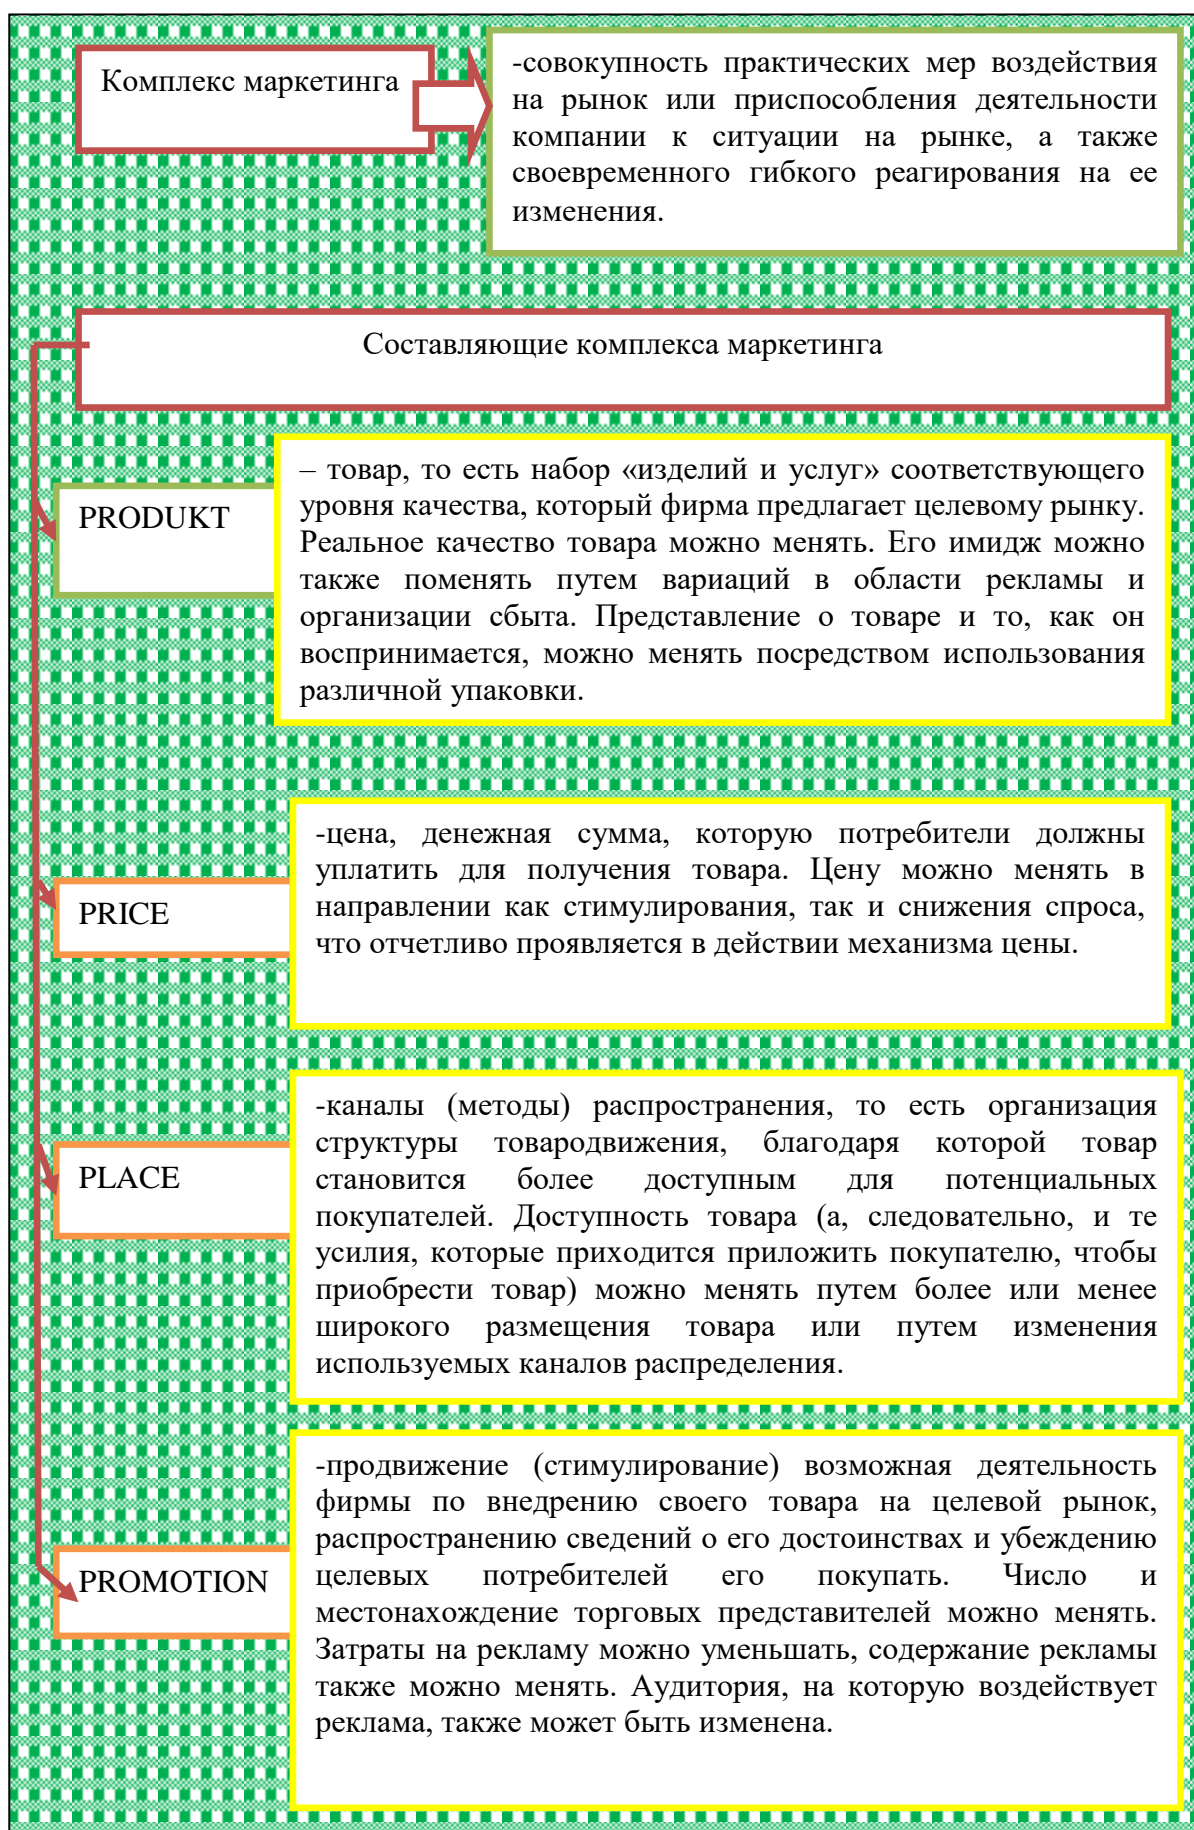 Комплекс маркетинга
-совокупность практических мер воздействия
на рынок или приспособления деятельности
компании к ситуации на рынке, а также
своевременного гибкого реагирования на ее
изменения.
Составляющие комплекса маркетинга
PRODUKT
– товар, то есть набор «изделий и услуг» соответствующего
уровня качества, который фирма предлагает целевому рынку.
Реальное качество товара можно менять. Его имидж можно
также поменять путем вариаций в области рекламы и
организации сбыта. Представление о товаре и то, как он
воспринимается, можно менять посредством использования
различной упаковки.
PRICE
-цена, денежная сумма, которую потребители должны
уплатить для получения товара. Цену можно менять в
направлении как стимулирования, так и снижения спроса,
что отчетливо проявляется в действии механизма цены.
PLACE
-каналы (методы) распространения, то есть организация
структуры товародвижения, благодаря которой товар
становится более доступным для потенциальных
покупателей. Доступность товара (а, следовательно, и те
усилия, которые приходится приложить покупателю, чтобы
приобрести товар) можно менять путем более или менее
широкого размещения товара или путем изменения
используемых каналов распределения.
PROMOTION
-продвижение (стимулирование) возможная деятельность
фирмы по внедрению своего товара на целевой рынок,
распространению сведений о его достоинствах и убеждению
целевых потребителей его покупать. Число и
местонахождение торговых представителей можно менять.
Затраты на рекламу можно уменьшать, содержание рекламы
также можно менять. Аудитория, на которую воздействует
реклама, также может быть изменена.